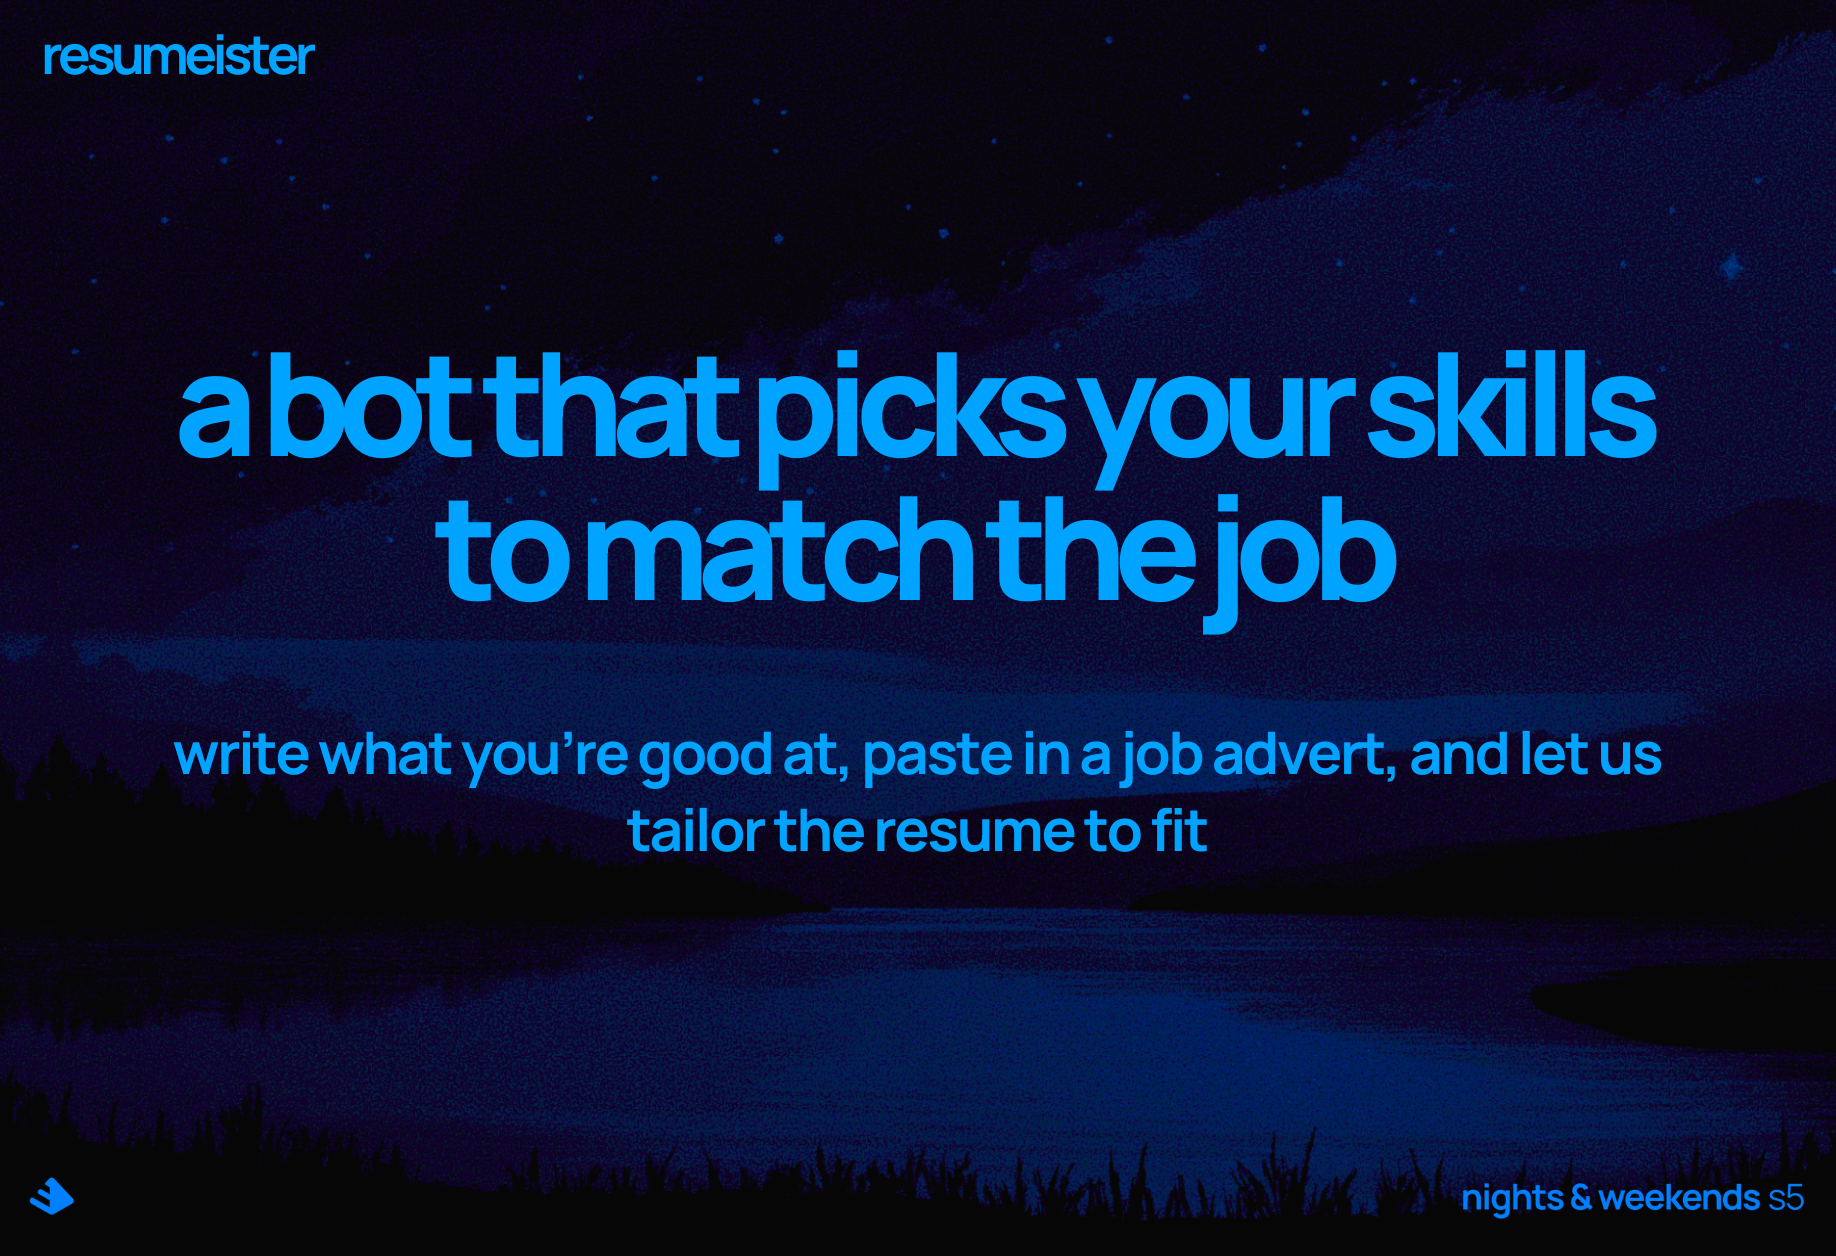 resumeister
a bot that picks your skills
to match the job
write what you’re good at, paste in a job advert, and let us
tailor the resume to fit
nights & weekends s5